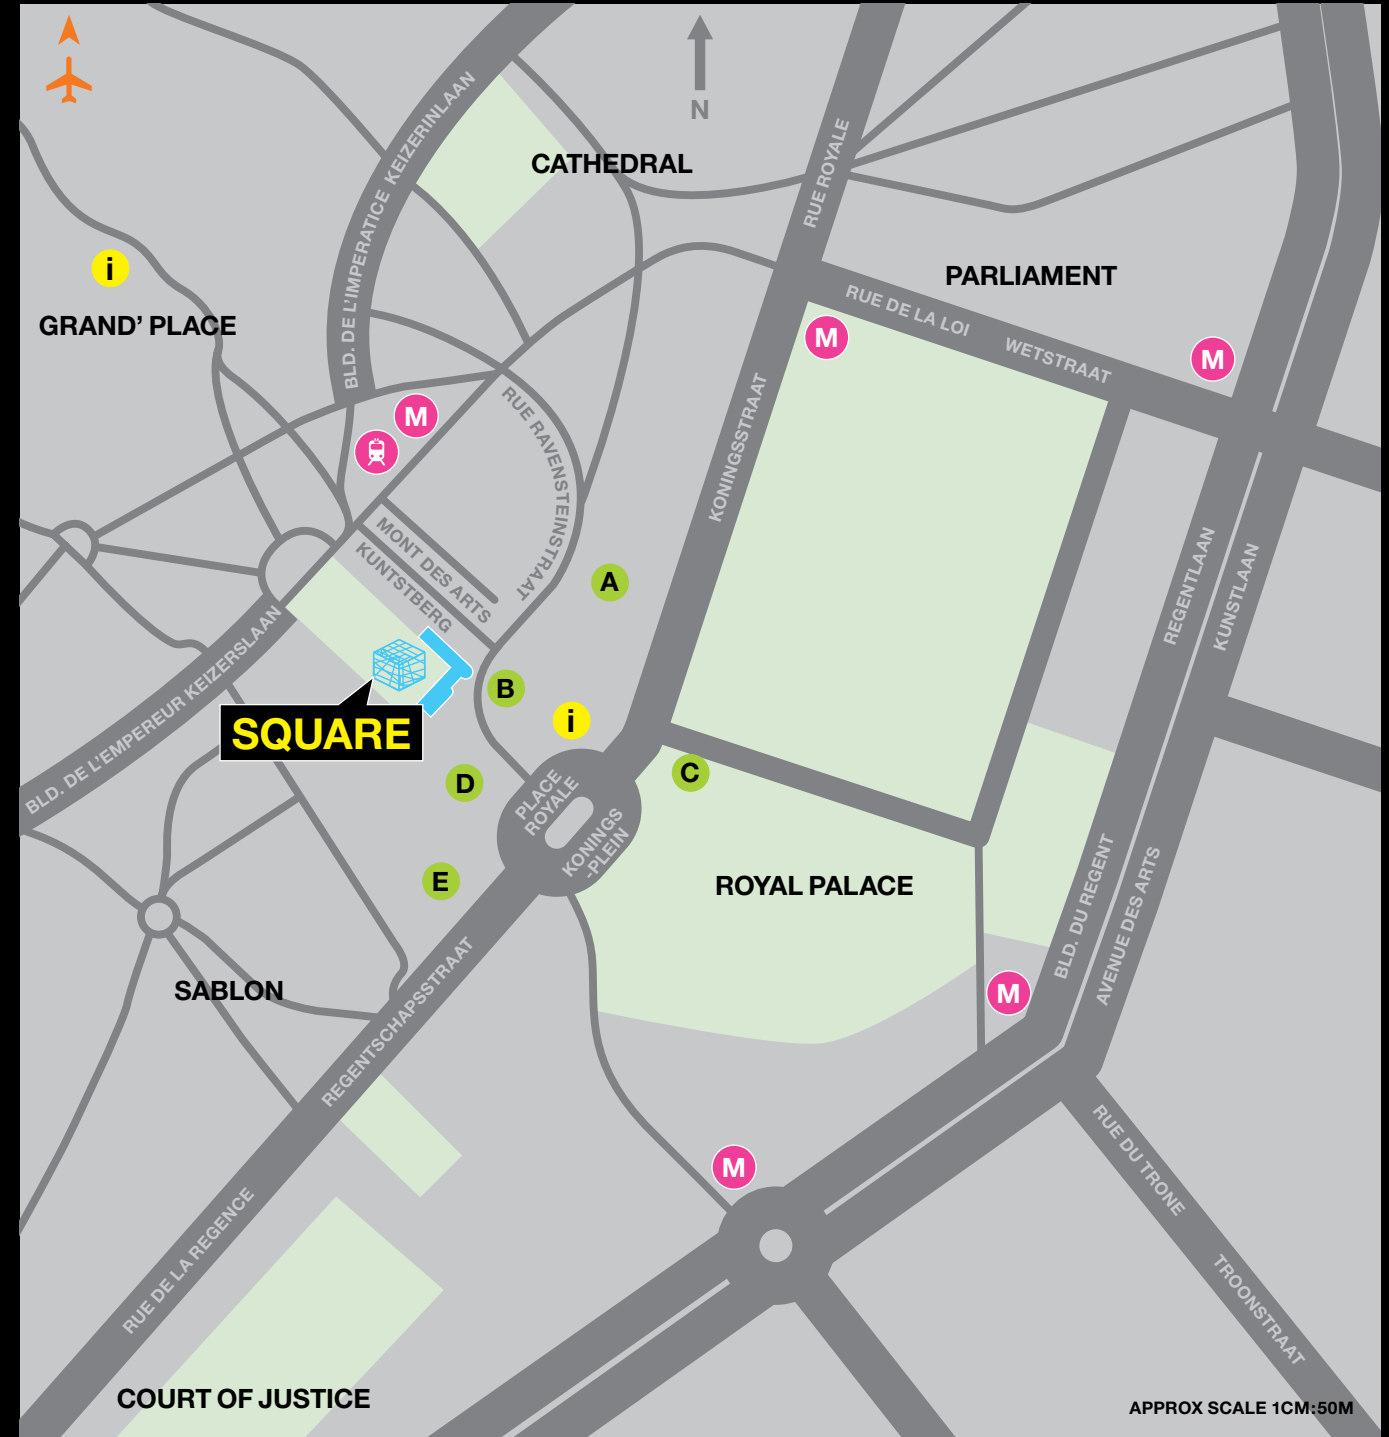 N
BLD. DE L'IMPERATICE KEIZERINLAAN
CATHEDRAL
RUE ROYALE
i
GRAND' PLACE
PARLIAMENT
RUE DE LA LOI WETSTRAAT
M
M
M
RUE RAVENSTEINSTRAAT
KONINGSSTRAAT
MONT DES ARTS
KUNTSTBERG
A
REGENTLAAN
KUNSTLAAN
BLD. DE L'EMPEREUR KEIZERSLAAN
B
SQUARE
i
C
D
PLACE
ROYALE
KONINGS
-PLEIN
E
ROYAL PALACE
BLD. DU REGENT
AVENUE DES ARTS
SABLON
M
REGENTSCHAPSSTRAAT
RUE DE LA REGENCE
M
RUE DU TRONE
TROONSTRAAT
COURT OF JUSTICE
APPROX SCALE 1CM:50M